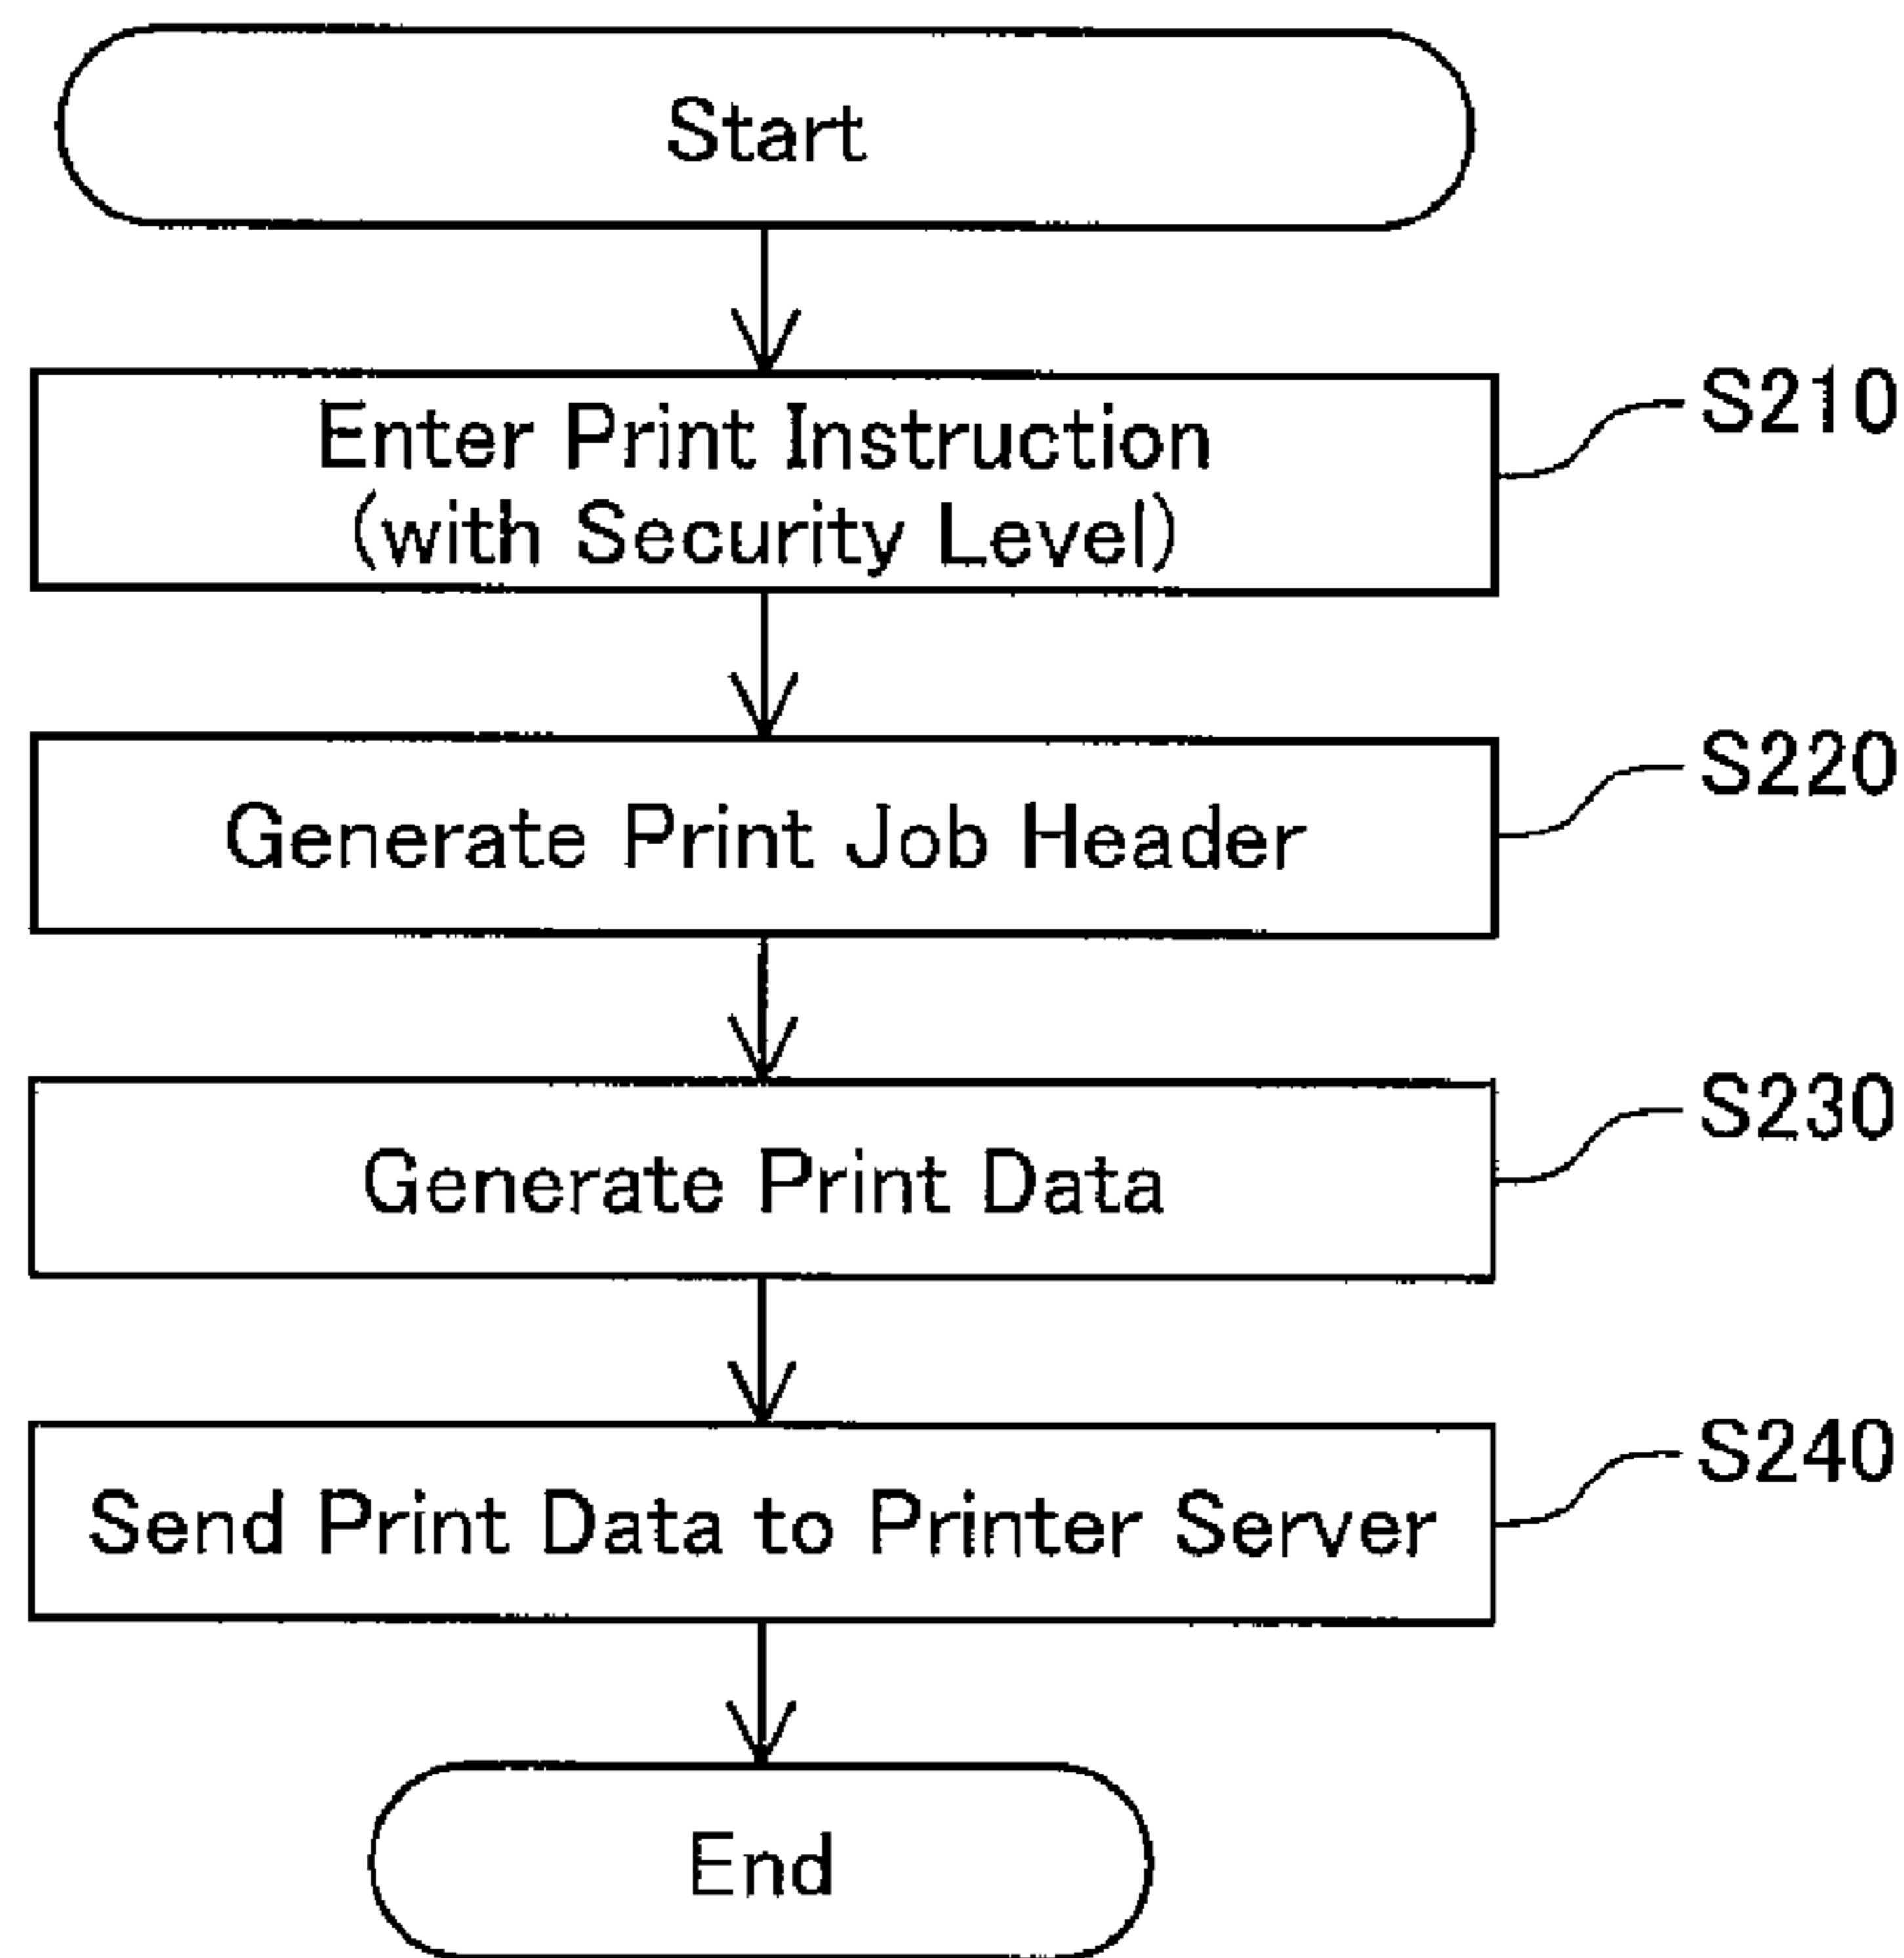 Start
Enter Print Instruction
(with Security Level)
S210
Generate Print Job Header
S220
Generate Print Data
S230
Send Print Data to Printer Server
S240
End